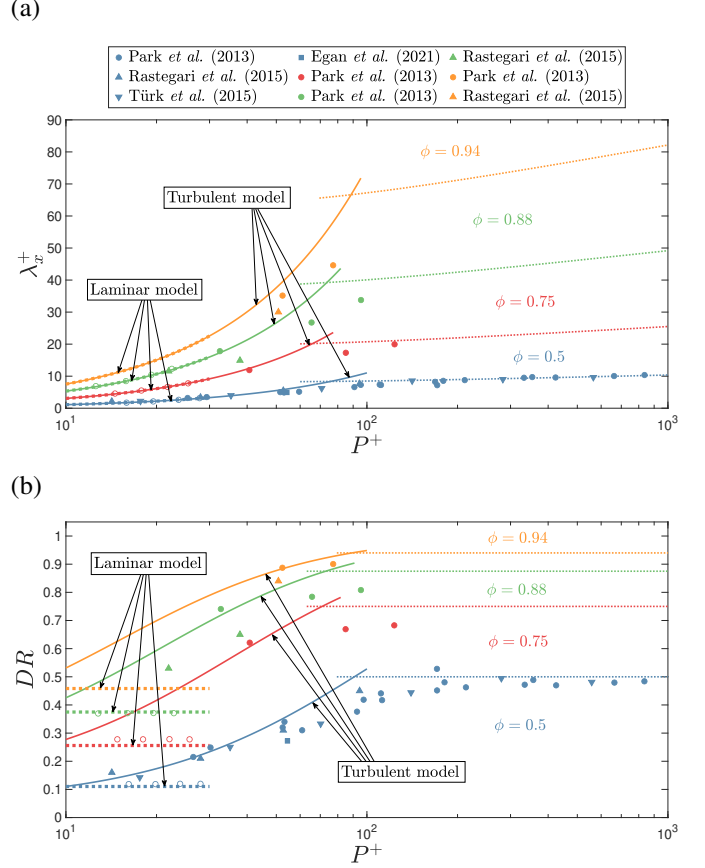 (a)
Park et al. (2013) Egan et al. (2021) Rastegari et al. (2015)
Rastegari et al. (2015) Park et al. (2013) Park et al. (2013)
Türk et al. (2015) Park et al. (2013) Rastegari et al. (2015)
90
80
70
60
50
40
30
20
10
0
λₓ⁺
ϕ = 0.94
Turbulent model
ϕ = 0.88
Laminar model
ϕ = 0.75
ϕ = 0.5
10¹ 10² 10³
P⁺
(b)
1
0.9
0.8
0.7
0.6
0.5
0.4
0.3
0.2
0.1
0
DR
ϕ = 0.94
Laminar model
ϕ = 0.88
ϕ = 0.75
ϕ = 0.5
Turbulent model
10¹ 10² 10³
P⁺